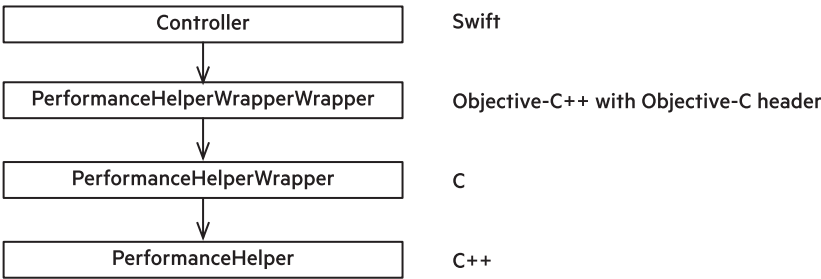 Controller Swift
PerformanceHelperWrapperWrapper Objective-C++ with Objective-C header
PerformanceHelperWrapper C
PerformanceHelper C++